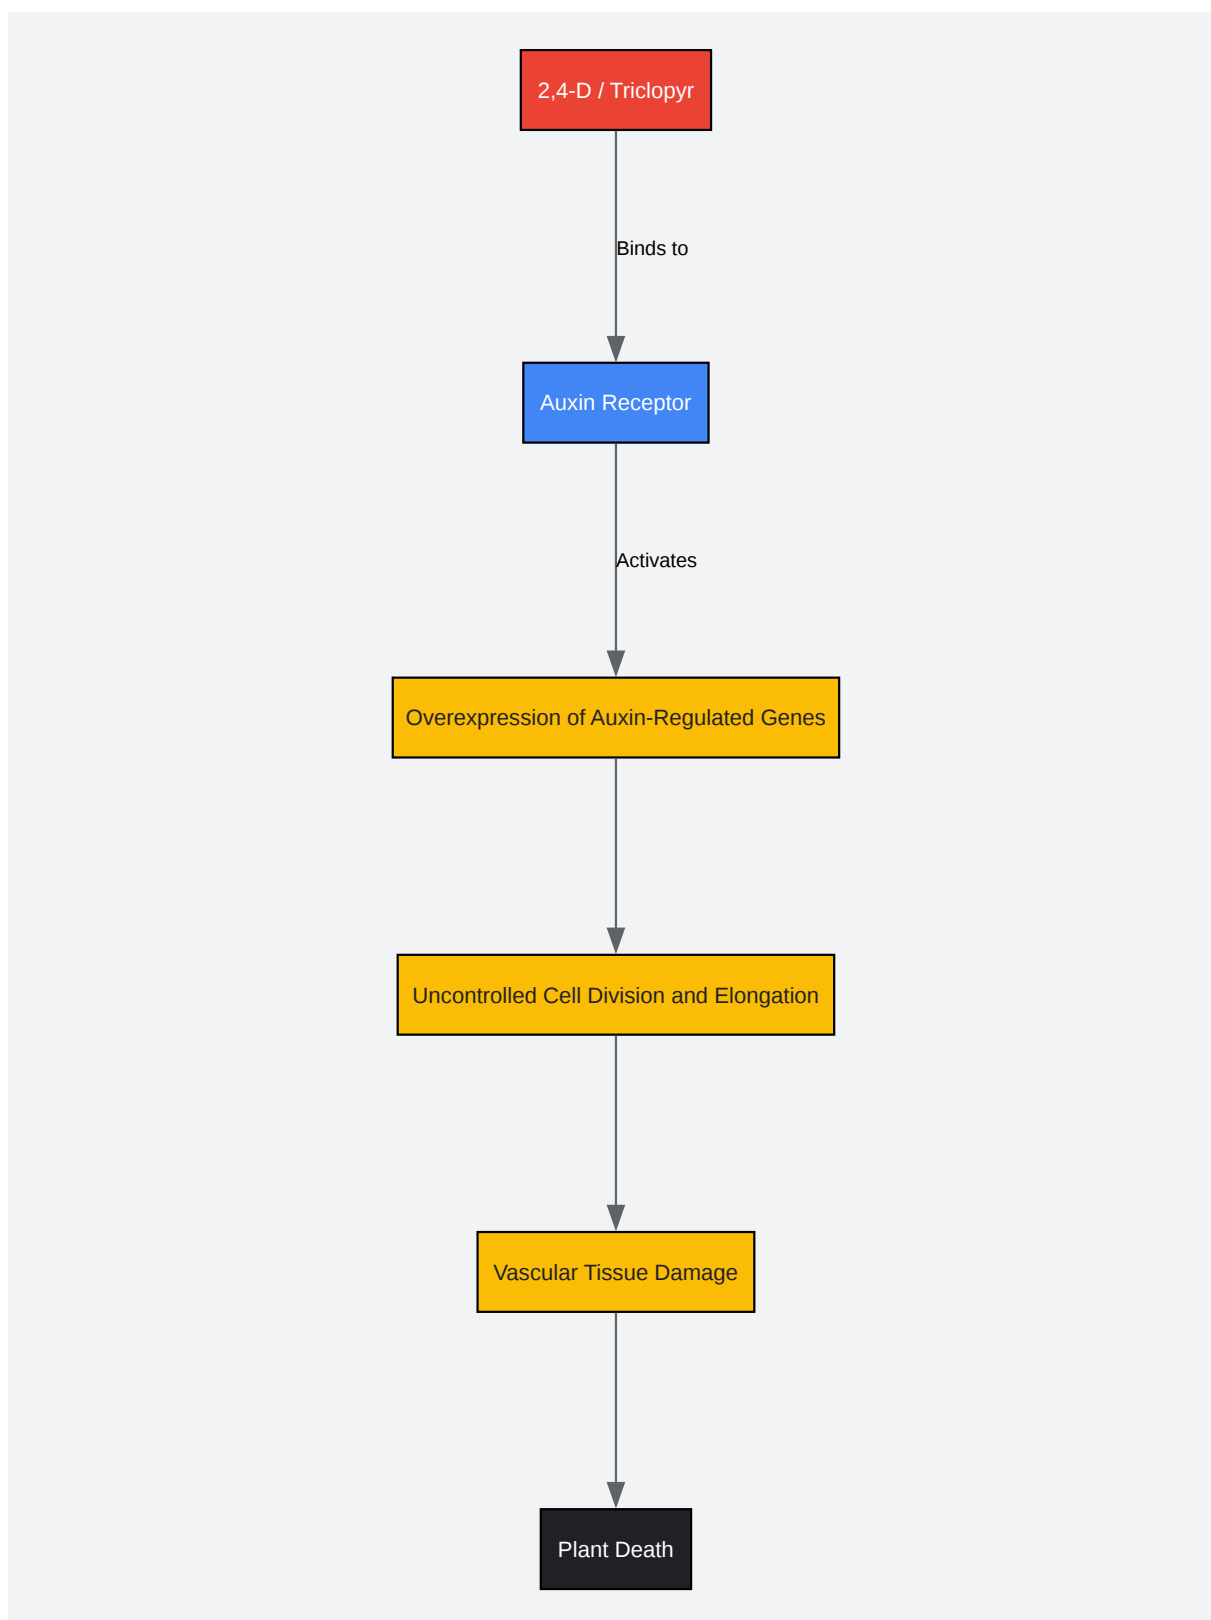 2,4-D / Triclopyr
Binds to
Auxin Receptor
Activates
Overexpression of Auxin-Regulated Genes
Uncontrolled Cell Division and Elongation
Vascular Tissue Damage
Plant Death